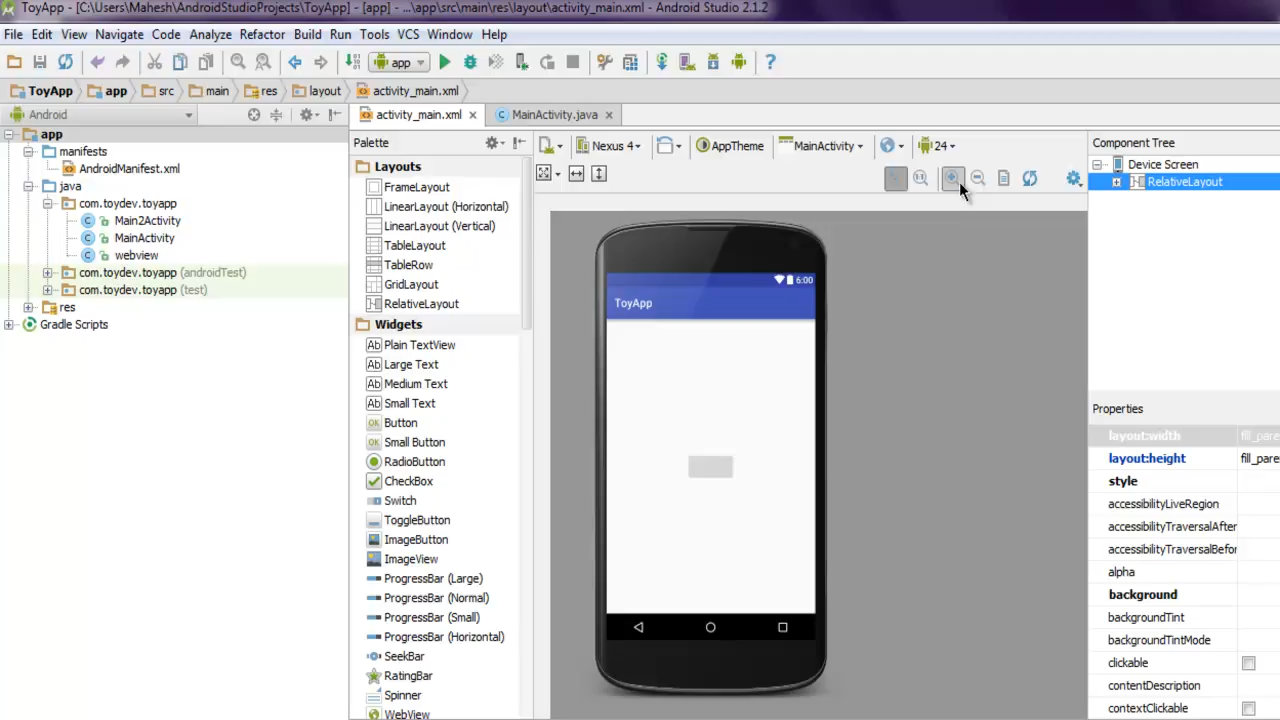 ToyApp - [C:\Users\Mahesh\AndroidStudioProjects\ToyApp] - [app] - ...\app\src\main\res\layout\activity_main.xml - Android Studio 2.1.2
File Edit View Navigate Code Analyze Refactor Build Run Tools VCS Window Help
app
ToyApp app src main res layout activity_main.xml
Android
activity_main.xml MainActivity.java
app
manifests
AndroidManifest.xml
java
com.toydev.toyapp
Main2Activity
MainActivity
webview
com.toydev.toyapp (androidTest)
com.toydev.toyapp (test)
res
Gradle Scripts
Palette
Layouts
FrameLayout
LinearLayout (Horizontal)
LinearLayout (Vertical)
TableLayout
TableRow
GridLayout
RelativeLayout
Widgets
Plain TextView
Large Text
Medium Text
Small Text
Button
Small Button
RadioButton
CheckBox
Switch
ToggleButton
ImageButton
ImageView
ProgressBar (Large)
ProgressBar (Normal)
ProgressBar (Small)
ProgressBar (Horizontal)
SeekBar
RatingBar
Spinner
WebView
Nexus 4 AppTheme MainActivity 24
6:00
ToyApp
Component Tree
Device Screen
RelativeLayout
Properties
layout:width fill_pare
layout:height fill_pare
style
accessibilityLiveRegion
accessibilityTraversalAfter
accessibilityTraversalBefor
alpha
background
backgroundTint
backgroundTintMode
clickable
contentDescription
contextClickable